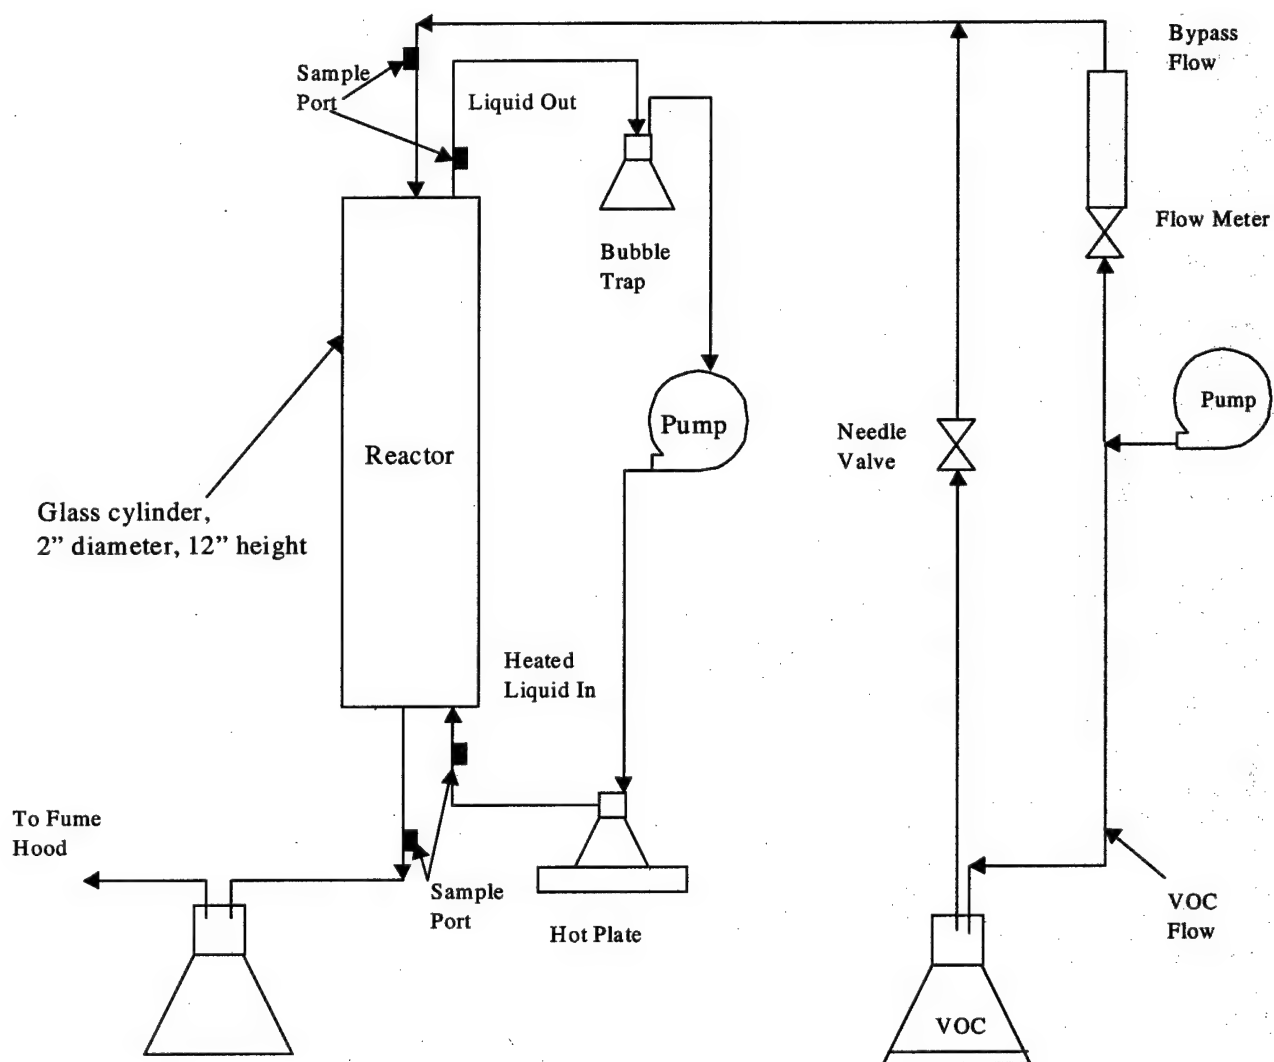 Bypass
Flow
Sample
Port
Liquid Out
Flow Meter
Bubble
Trap
Pump
Pump
Needle
Valve
Reactor
Glass cylinder,
2” diameter, 12” height
Heated
Liquid In
To Fume
Hood
Sample
Port
Hot Plate
VOC
Flow
VOC